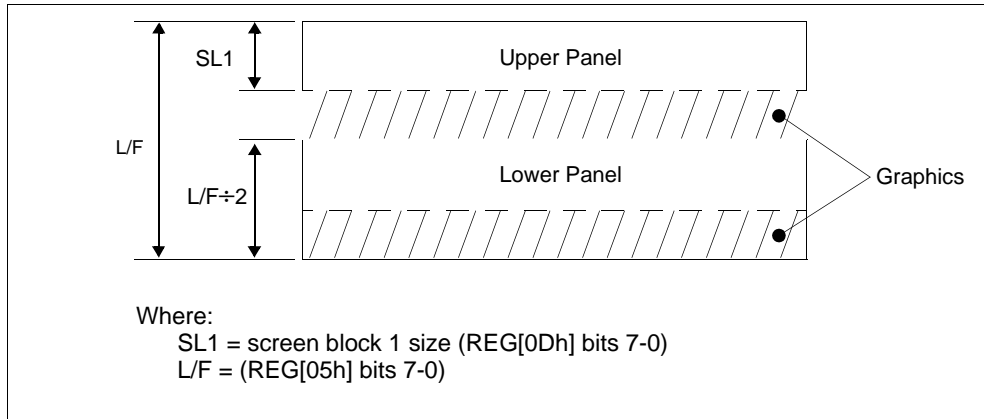 SL1
Upper Panel
L/F
L/F÷2
Lower Panel
Graphics
Where:
SL1 = screen block 1 size (REG[0Dh] bits 7-0)
L/F = (REG[05h] bits 7-0)